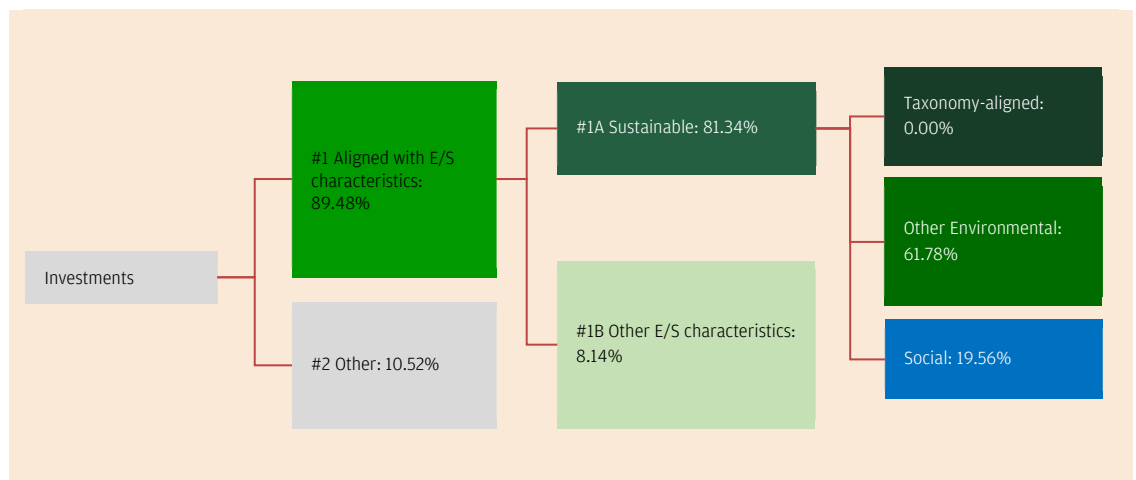 Investments
#1 Aligned with E/S
characteristics:
89.48%
#2 Other: 10.52%
#1A Sustainable: 81.34%
#1B Other E/S characteristics:
8.14%
Taxonomy-aligned:
0.00%
Other Environmental:
61.78%
Social: 19.56%